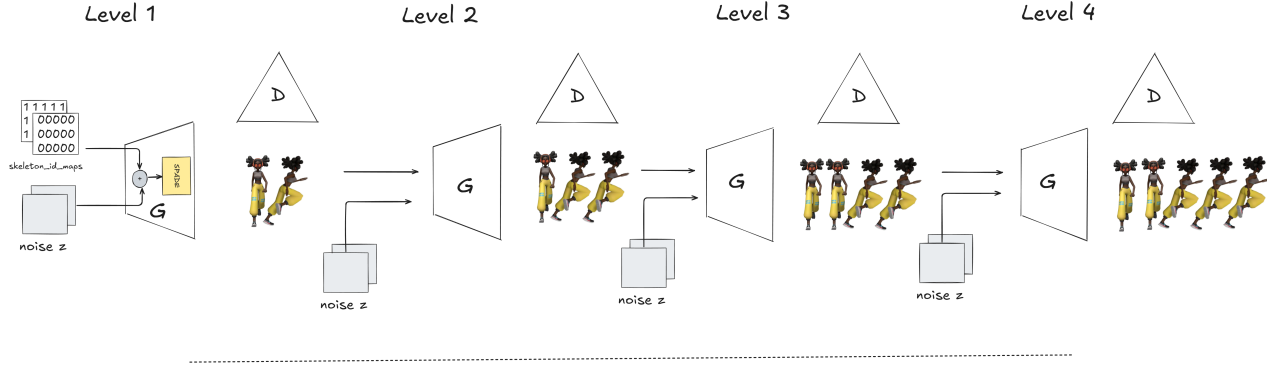 Level 1
Level 2
Level 3
Level 4
D
D
D
D
1 1 1 1 1
1 00000
1 00000
00000
skeleton_id_maps
+
SPADE
G
G
G
G
noise z
noise z
noise z
noise z